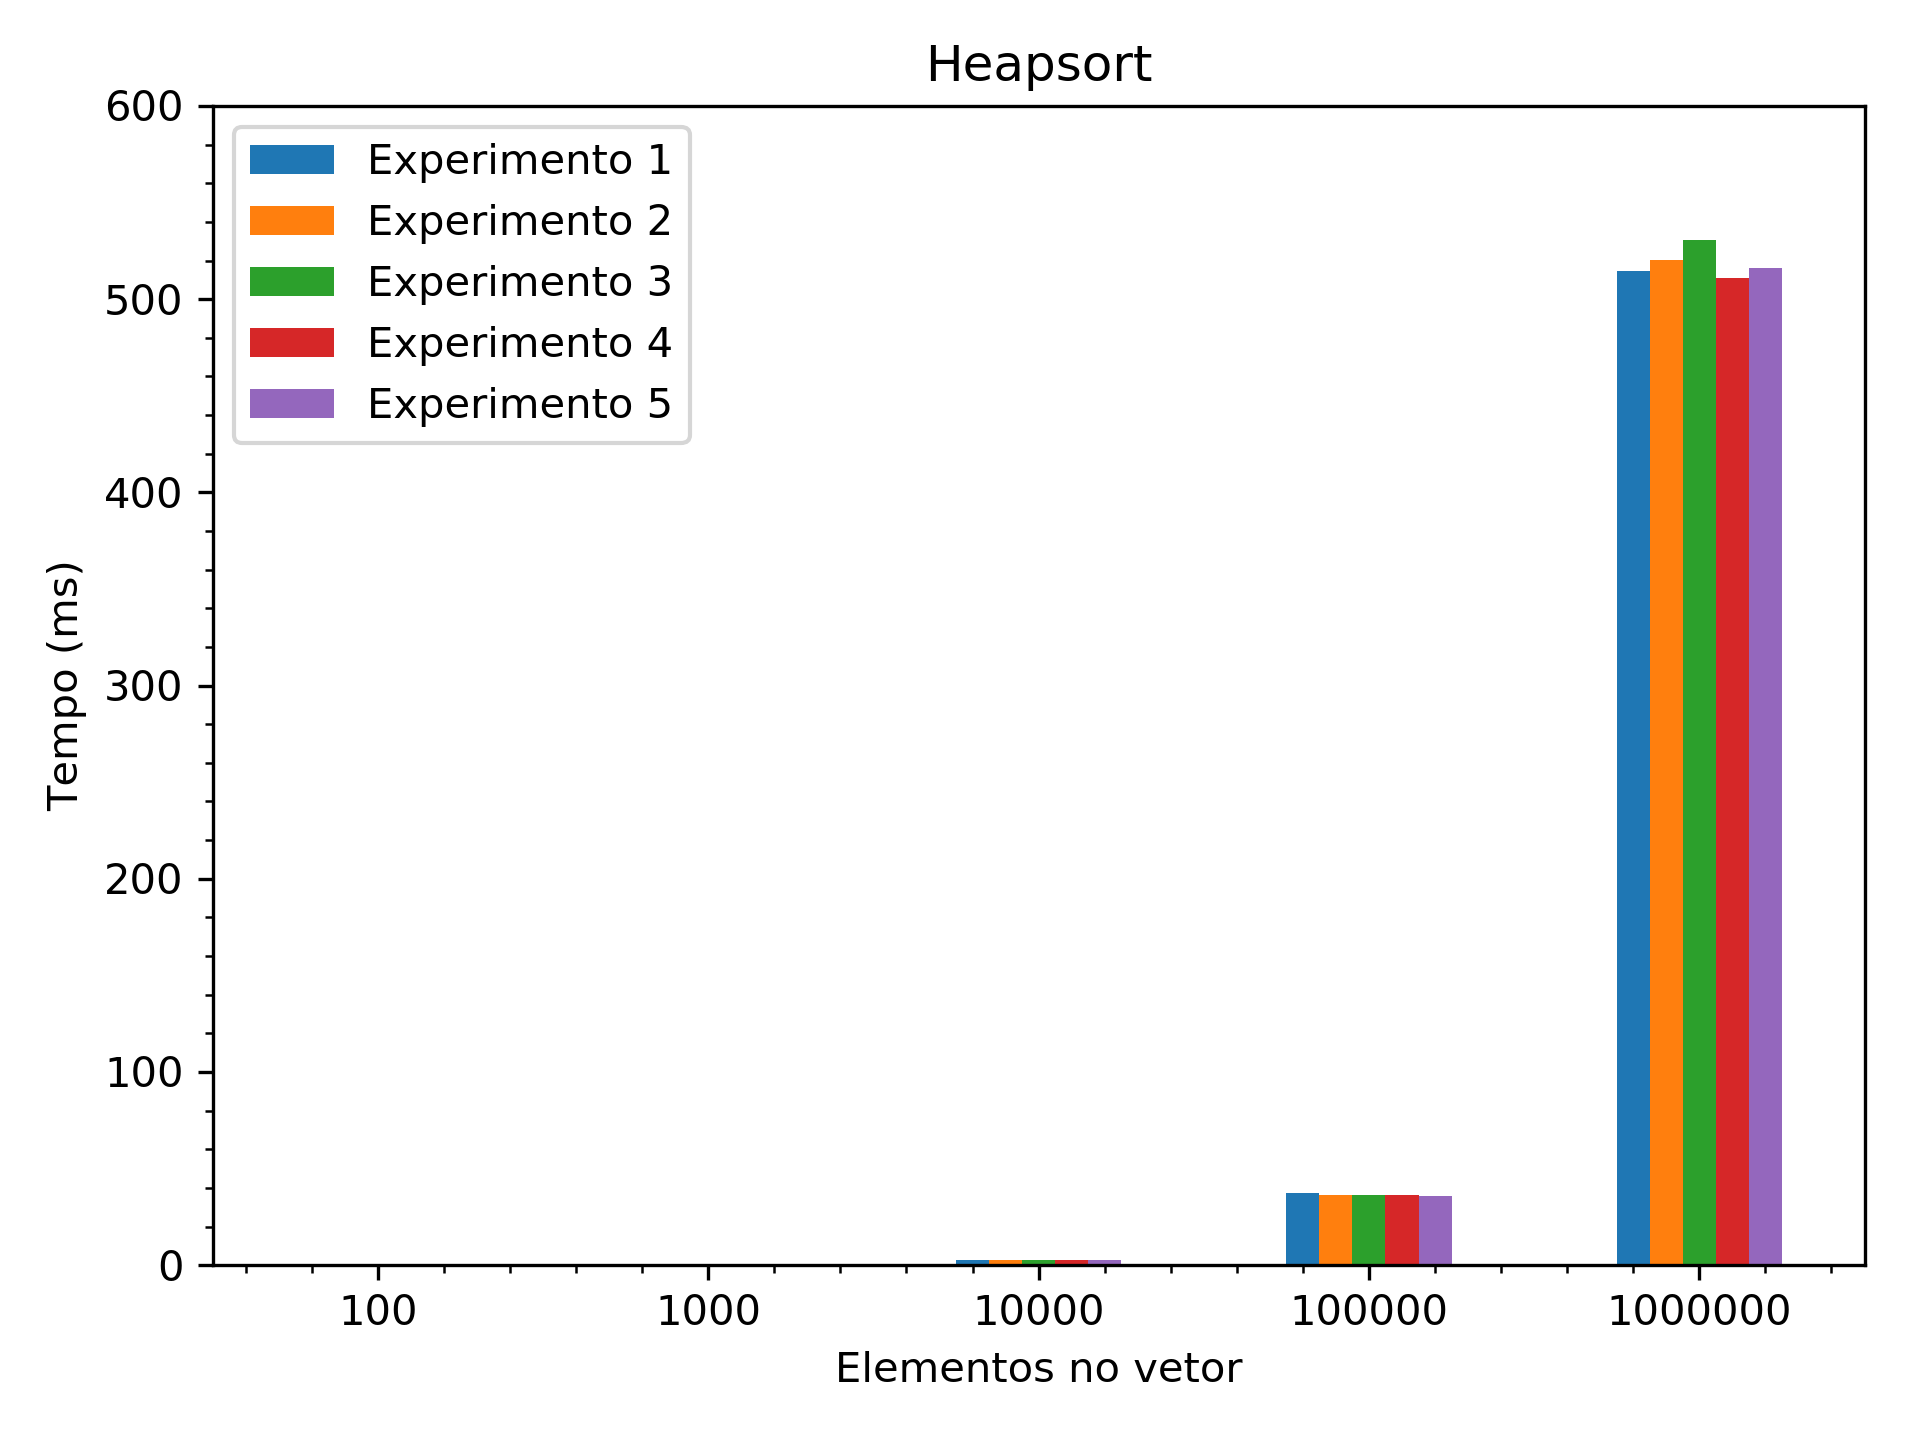 Heapsort
600
500
400
300
200
100
0
Tempo (ms)
Experimento 1
Experimento 2
Experimento 3
Experimento 4
Experimento 5
100 1000 10000 100000 1000000
Elementos no vetor